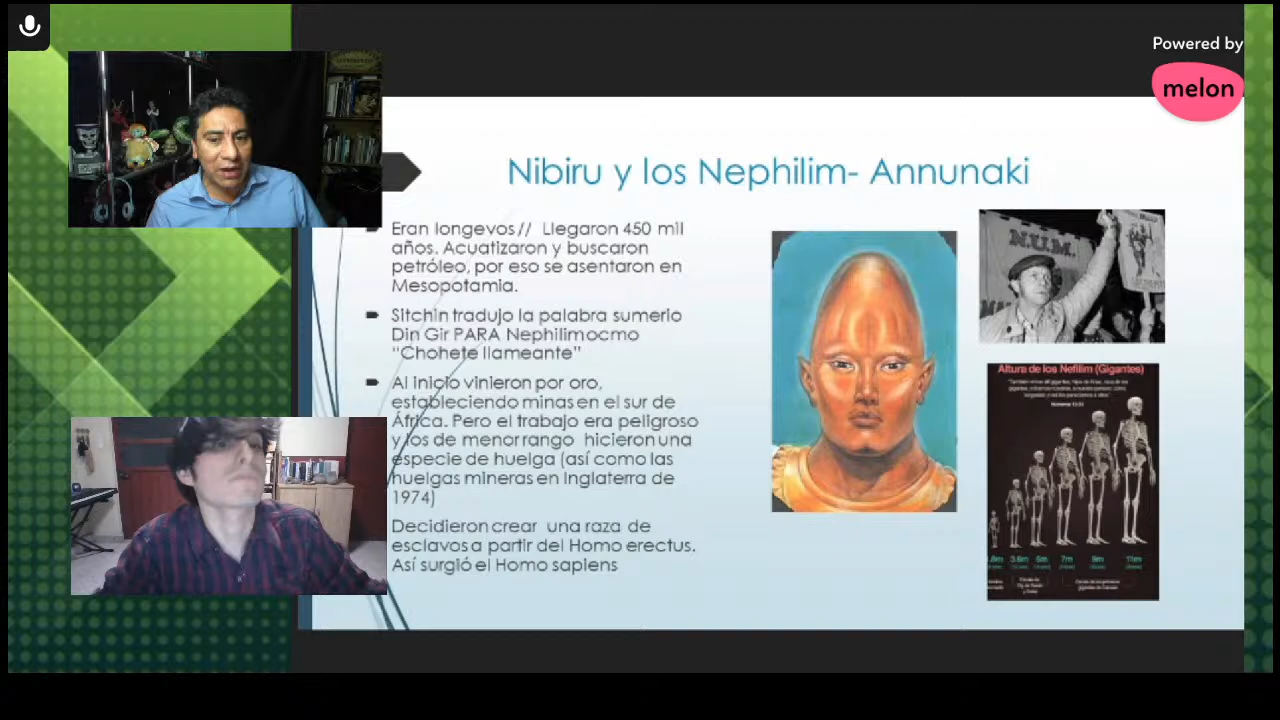 Powered by
melon
Nibiru y los Nephilim- Annunaki
Eran longevos// Llegaron 450 mil
años. Acuatizaron y buscaron
petróleo, por eso se asentaron en
Mesopotamia.
Sitchin tradujo la palabra sumerio
Din Gir PARA Nephilimocmo
“Chohete llameante”
Al inicio vinieron por oro,
estableciendo minas en el sur de
África. Pero el trabajo era peligroso
y los de menor rango hicieron una
especie de huelga (así como las
huelgas mineras en Inglaterra de
1974)
Decidieron crear una raza de
esclavos a partir del Homo erectus.
Así surgió el Homo sapiens
N.U.M.
Altura de los Nefilim (Gigantes)
3.6m
7m